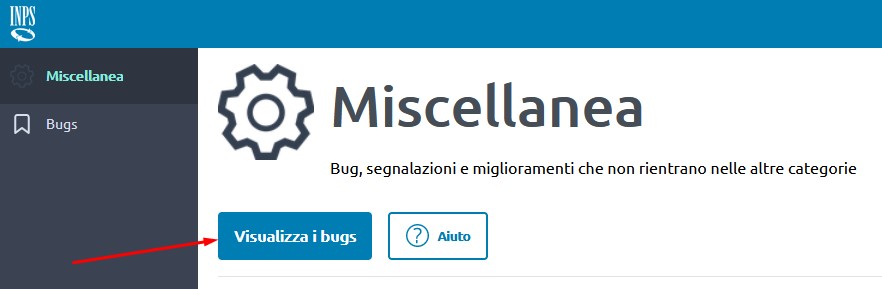 INPS
Miscellanea
Bugs
Miscellanea
Bug, segnalazioni e miglioramenti che non rientrano nelle altre categorie
Visualizza i bugs
? Aiuto